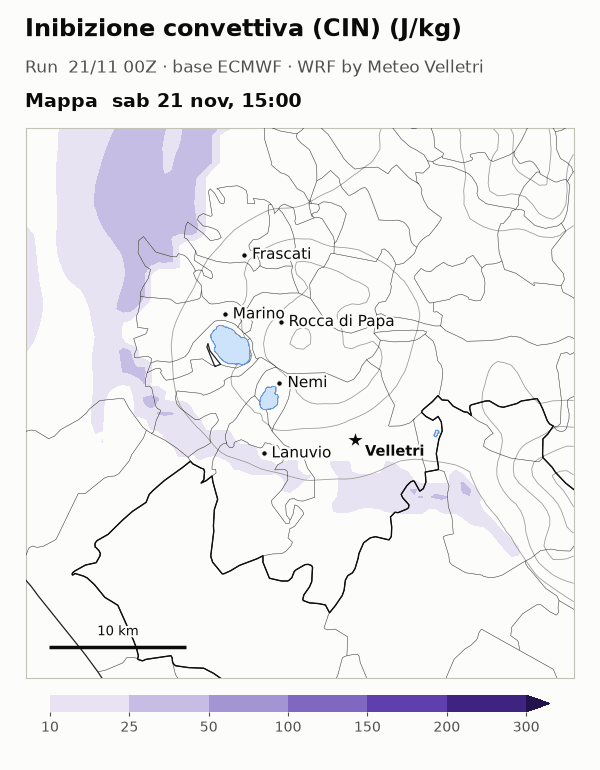 Inibizione convettiva (CIN) (J/kg)
Run  21/11 00Z · base ECMWF · WRF by Meteo Velletri
Mappa  sab 21 nov, 15:00
Frascati
Marino
Rocca di Papa
Nemi
Velletri
Lanuvio
10 km
10 25 50 100 150 200 300